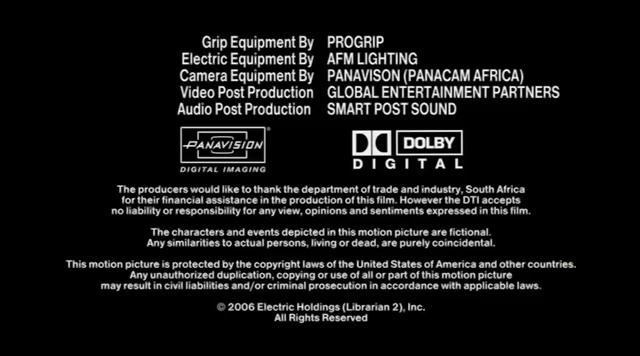 Grip Equipment By PROGRIP
Electric Equipment By AFM LIGHTING
Camera Equipment By PANAVISON (PANACAM AFRICA)
Video Post Production GLOBAL ENTERTAINMENT PARTNERS
Audio Post Production SMART POST SOUND
PANAVISION®
DIGITAL IMAGING
DOLBY
DIGITAL
The producers would like to thank the department of trade and industry, South Africa
for their financial assistance in the production of this film. However the DTI accepts
no liability or responsibility for any view, opinions and sentiments expressed in this film.
The characters and events depicted in this motion picture are fictional.
Any similarities to actual persons, living or dead, are purely coincidental.
This motion picture is protected by the copyright laws of the United States of America and other countries.
Any unauthorized duplication, copying or use of all or part of this motion picture
may result in civil liabilities and/or criminal prosecution in accordance with applicable laws.
© 2006 Electric Holdings (Librarian 2), Inc.
All Rights Reserved